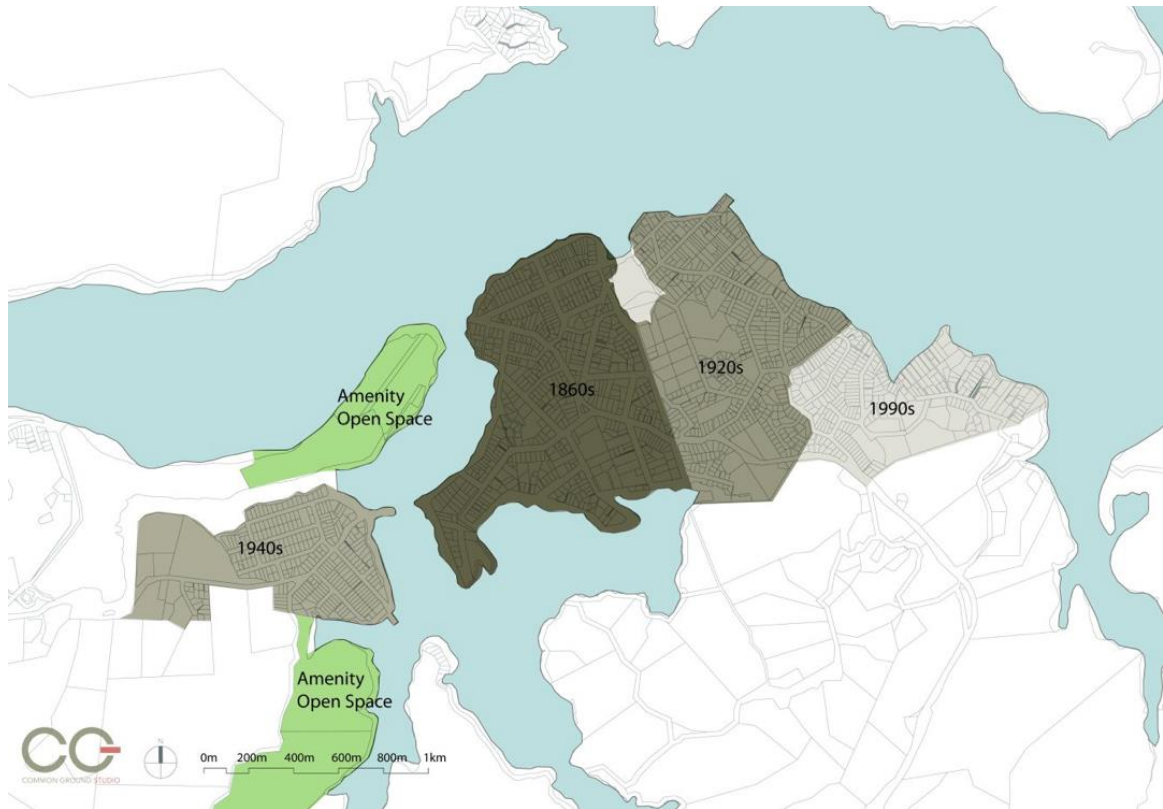 1860s
1920s
1990s
Amenity
Open Space
1940s
Amenity
Open Space
CG
COMMON GROUND STUDIO
N
0m 200m 400m 600m 800m 1km